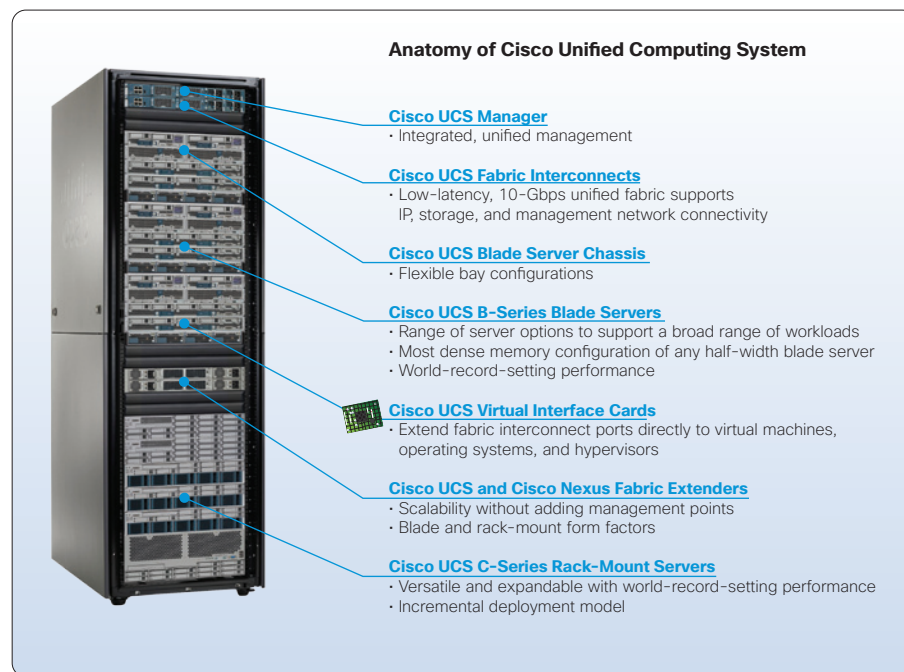 Anatomy of Cisco Unified Computing System
Cisco UCS Manager
· Integrated, unified management
Cisco UCS Fabric Interconnects
· Low-latency, 10-Gbps unified fabric supports
IP, storage, and management network connectivity
Cisco UCS Blade Server Chassis
· Flexible bay configurations
Cisco UCS B-Series Blade Servers
· Range of server options to support a broad range of workloads
· Most dense memory configuration of any half-width blade server
· World-record-setting performance
Cisco UCS Virtual Interface Cards
· Extend fabric interconnect ports directly to virtual machines,
operating systems, and hypervisors
Cisco UCS and Cisco Nexus Fabric Extenders
· Scalability without adding management points
· Blade and rack-mount form factors
Cisco UCS C-Series Rack-Mount Servers
· Versatile and expandable with world-record-setting performance
· Incremental deployment model